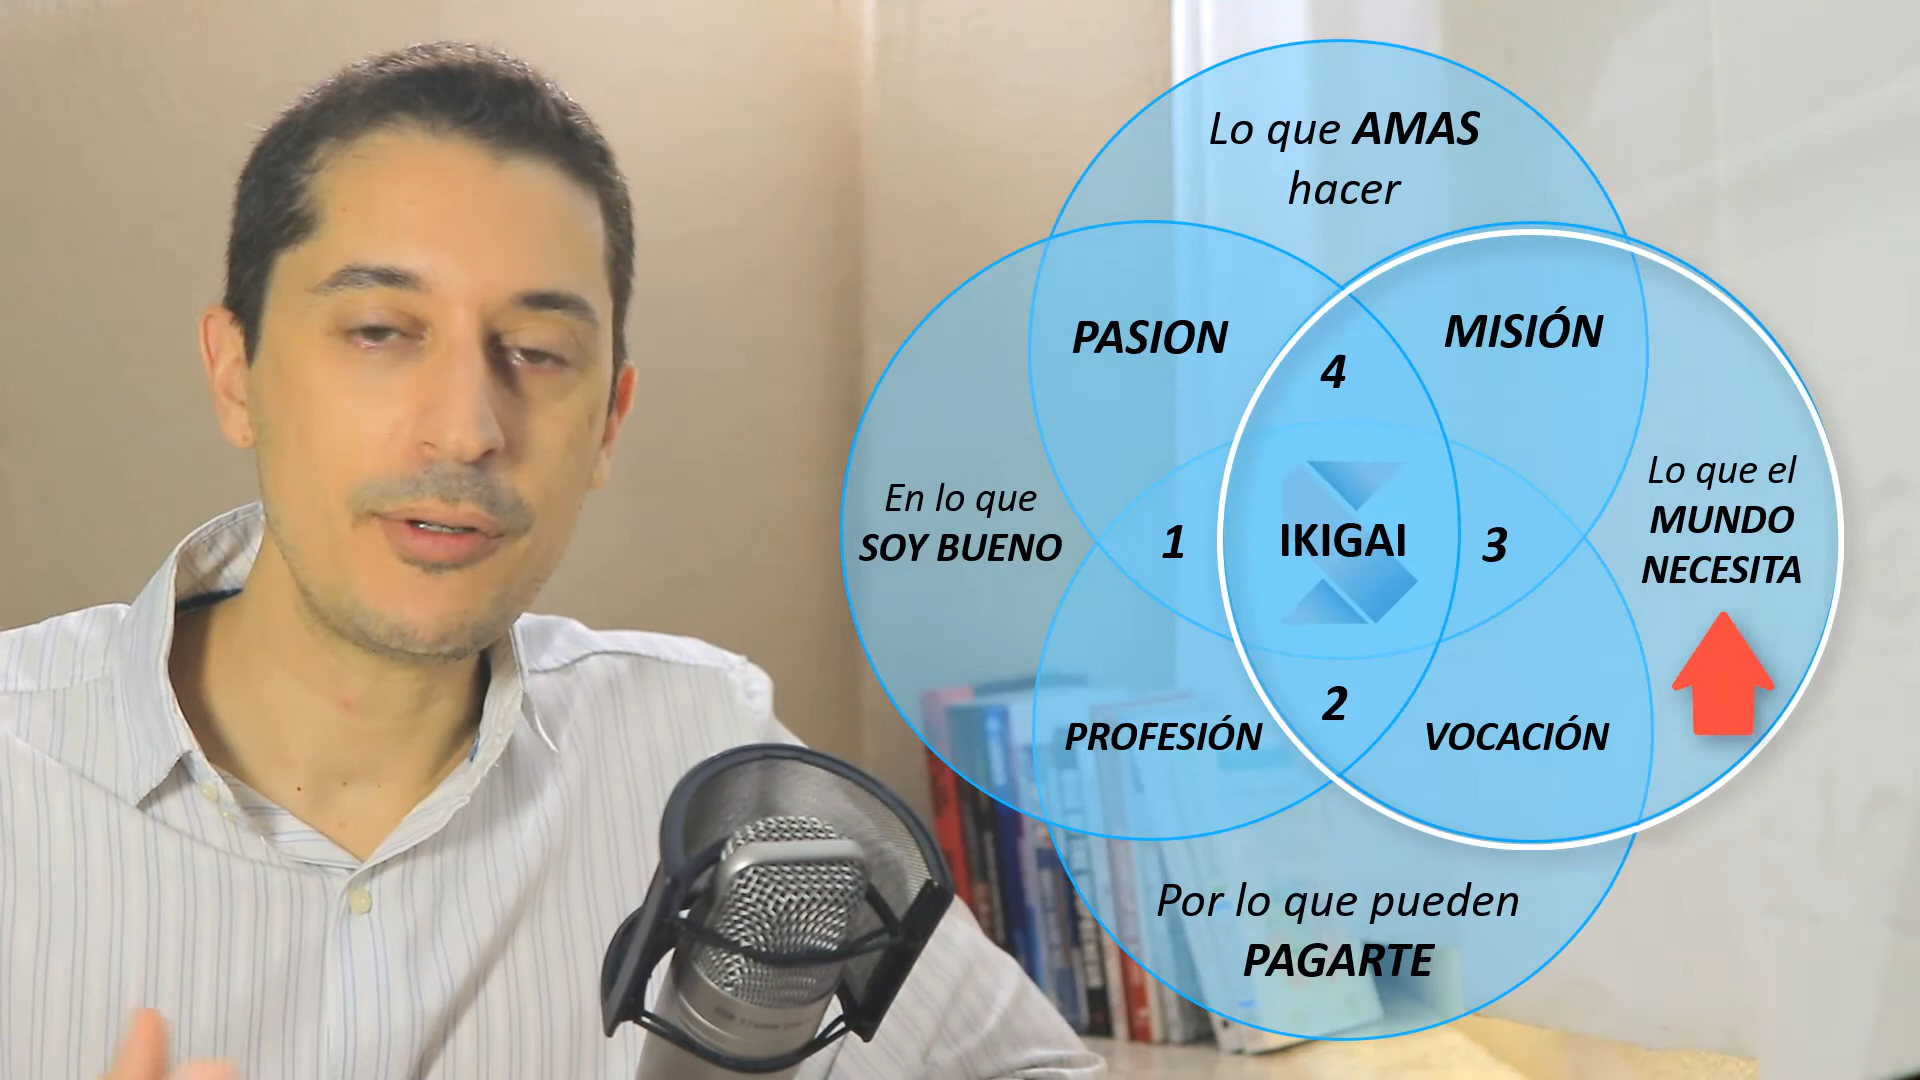 Lo que AMAS
hacer
PASION
MISIÓN
4
En lo que
SOY BUENO
1
IKIGAI
3
Lo que el
MUNDO
NECESITA
2
PROFESIÓN
VOCACIÓN
Por lo que pueden
PAGARTE